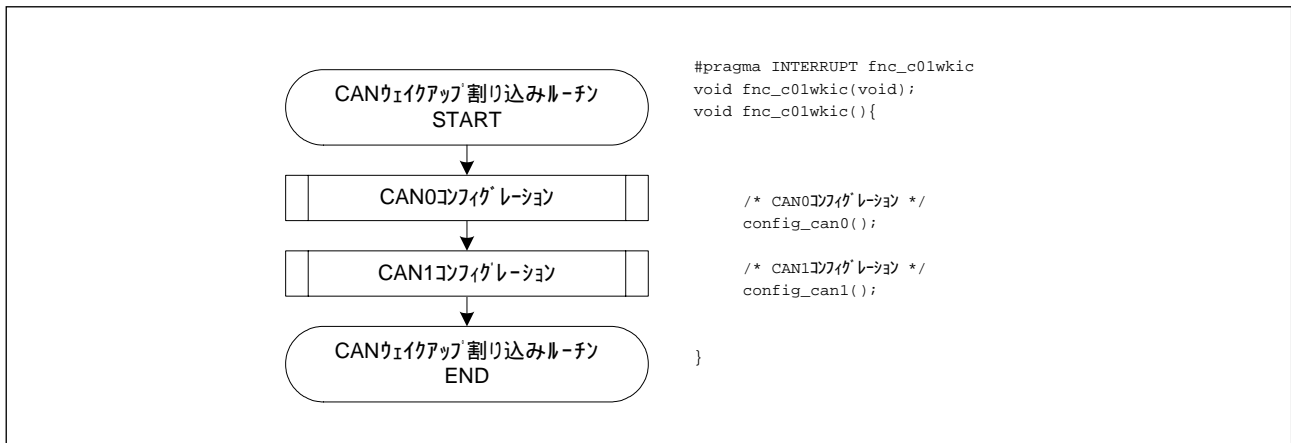 CANｳｪｲｸｱｯﾌﾟ割り込みﾙｰﾁﾝ
START
CAN0ｺﾝﾌｨｸﾞﾚｰｼｮﾝ
CAN1ｺﾝﾌｨｸﾞﾚｰｼｮﾝ
CANｳｪｲｸｱｯﾌﾟ割り込みﾙｰﾁﾝ
END
#pragma INTERRUPT fnc_c01wkic
void fnc_c01wkic(void);
void fnc_c01wkic(){
/* CAN0ｺﾝﾌｨｸﾞﾚｰｼｮﾝ */
config_can0();
/* CAN1ｺﾝﾌｨｸﾞﾚｰｼｮﾝ */
config_can1();
}